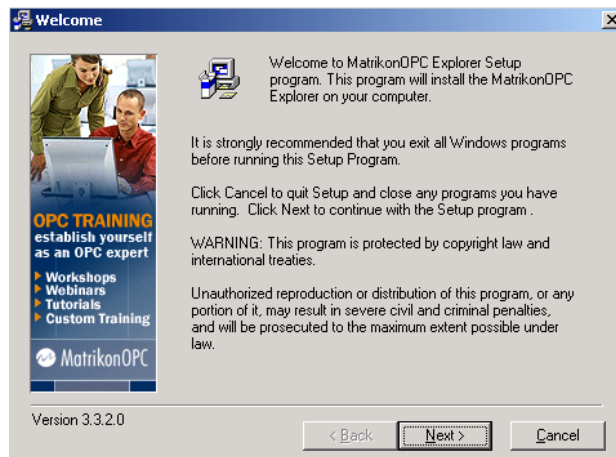 Welcome
Welcome to MatrikonOPC Explorer Setup
program. This program will install the MatrikonOPC
Explorer on your computer.
It is strongly recommended that you exit all Windows programs
before running this Setup Program.
Click Cancel to quit Setup and close any programs you have
running. Click Next to continue with the Setup program .
WARNING: This program is protected by copyright law and
international treaties.
Unauthorized reproduction or distribution of this program, or any
portion of it, may result in severe civil and criminal penalties,
and will be prosecuted to the maximum extent possible under
law.
OPC TRAINING
establish yourself
as an OPC expert
Workshops
Webinars
Tutorials
Custom Training
MatrikonOPC
Version 3.3.2.0
< Back
Next >
Cancel